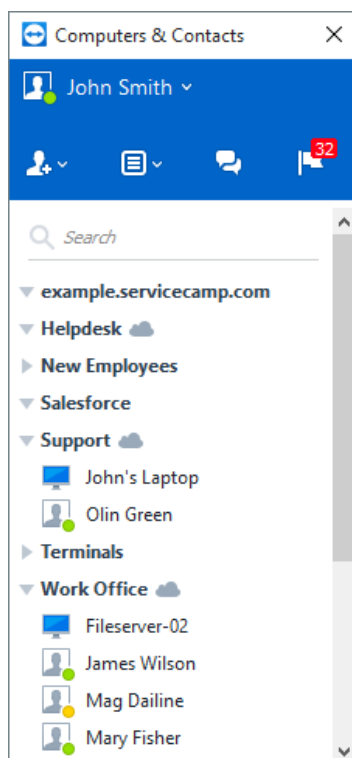 Computers & Contacts
John Smith
32
Search
example.servicecamp.com
Helpdesk
New Employees
Salesforce
Support
John's Laptop
Olin Green
Terminals
Work Office
Fileserver-02
James Wilson
Mag Dailine
Mary Fisher